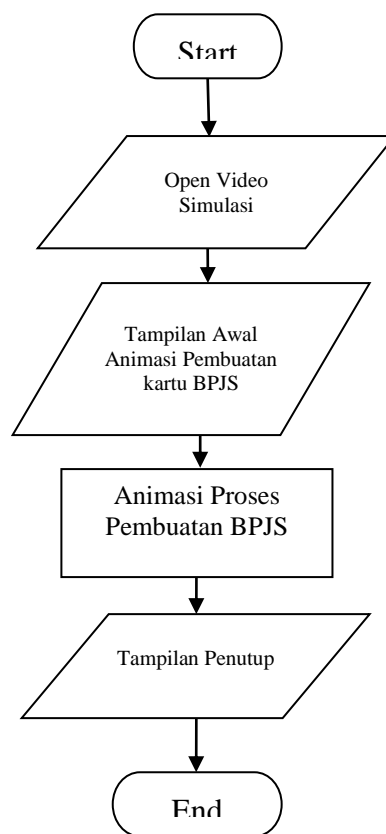 Start
Open Video
Simulasi
Tampilan Awal
Animasi Pembuatan
kartu BPJS
Animasi Proses
Pembuatan BPJS
Tampilan Penutup
End